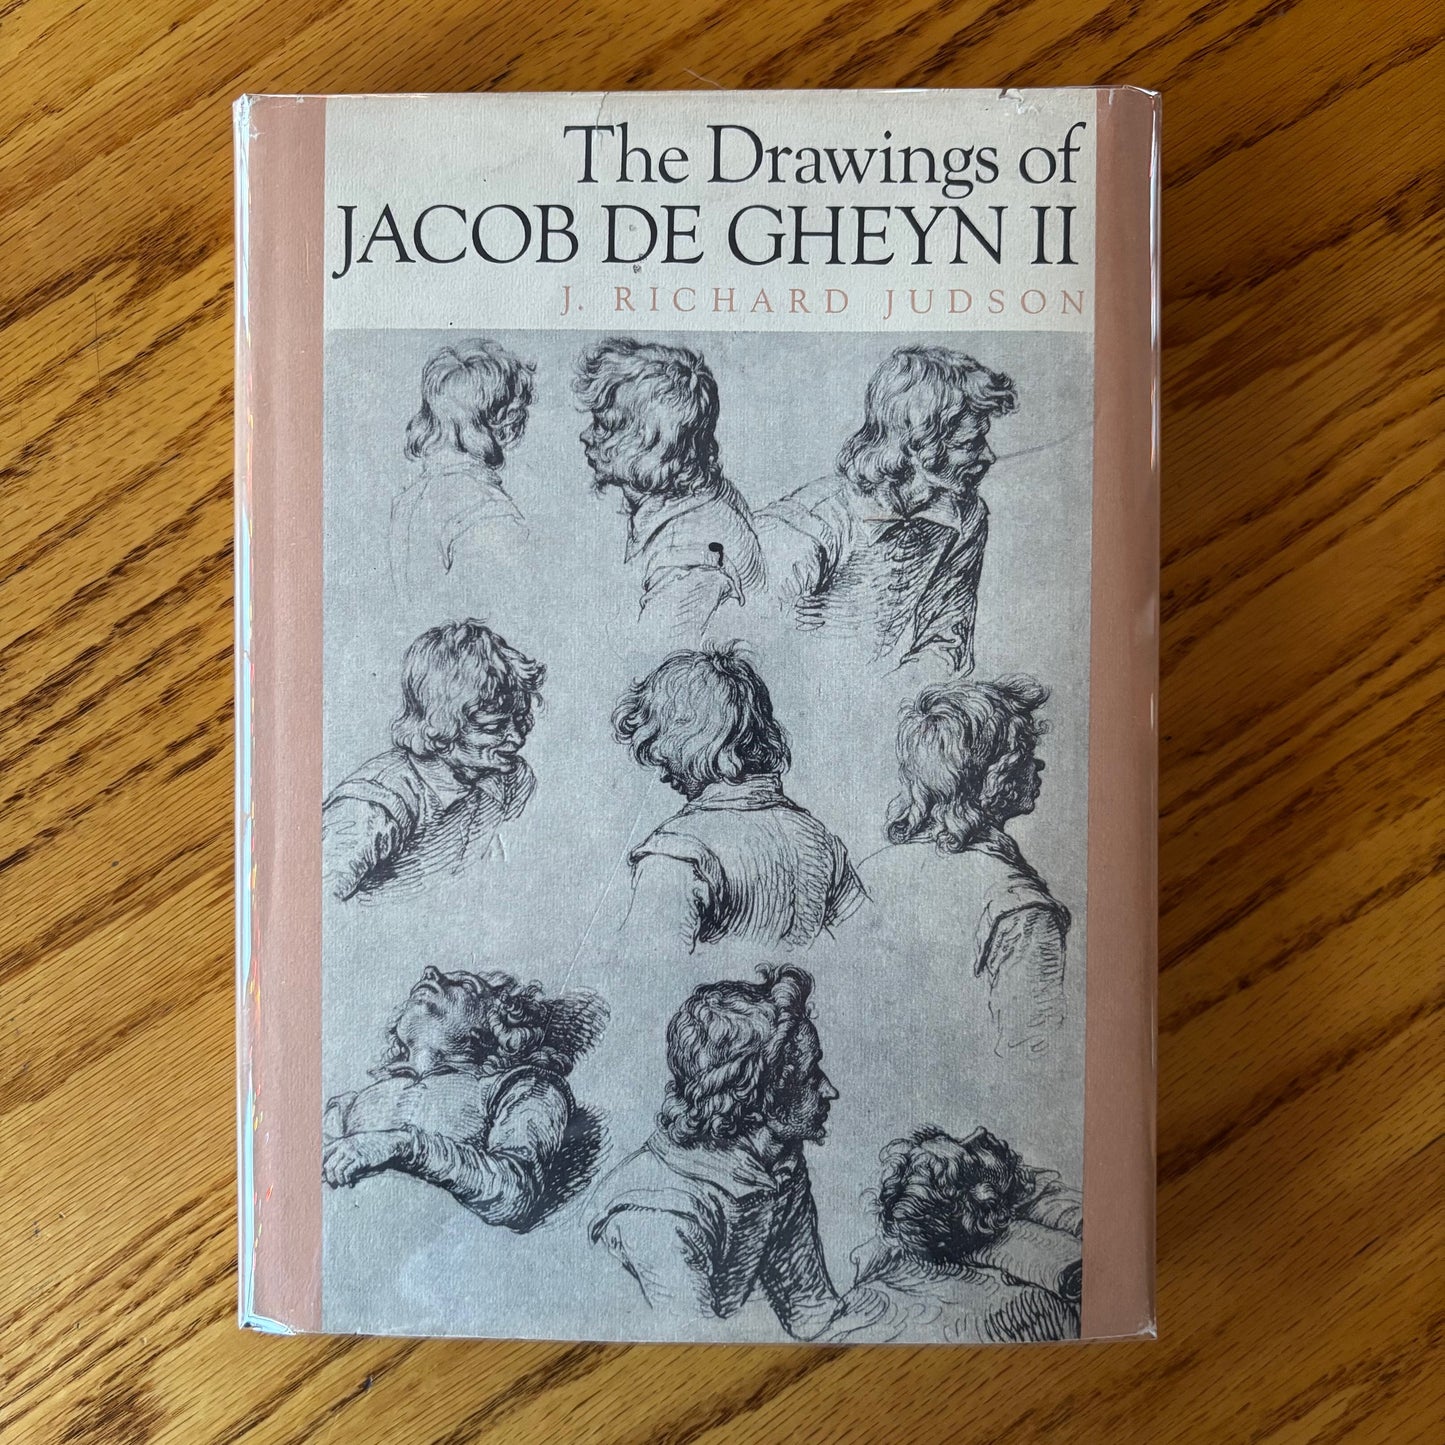 The Drawings of
JACOB DE GHEYN II
J. RICHARD JUDSON